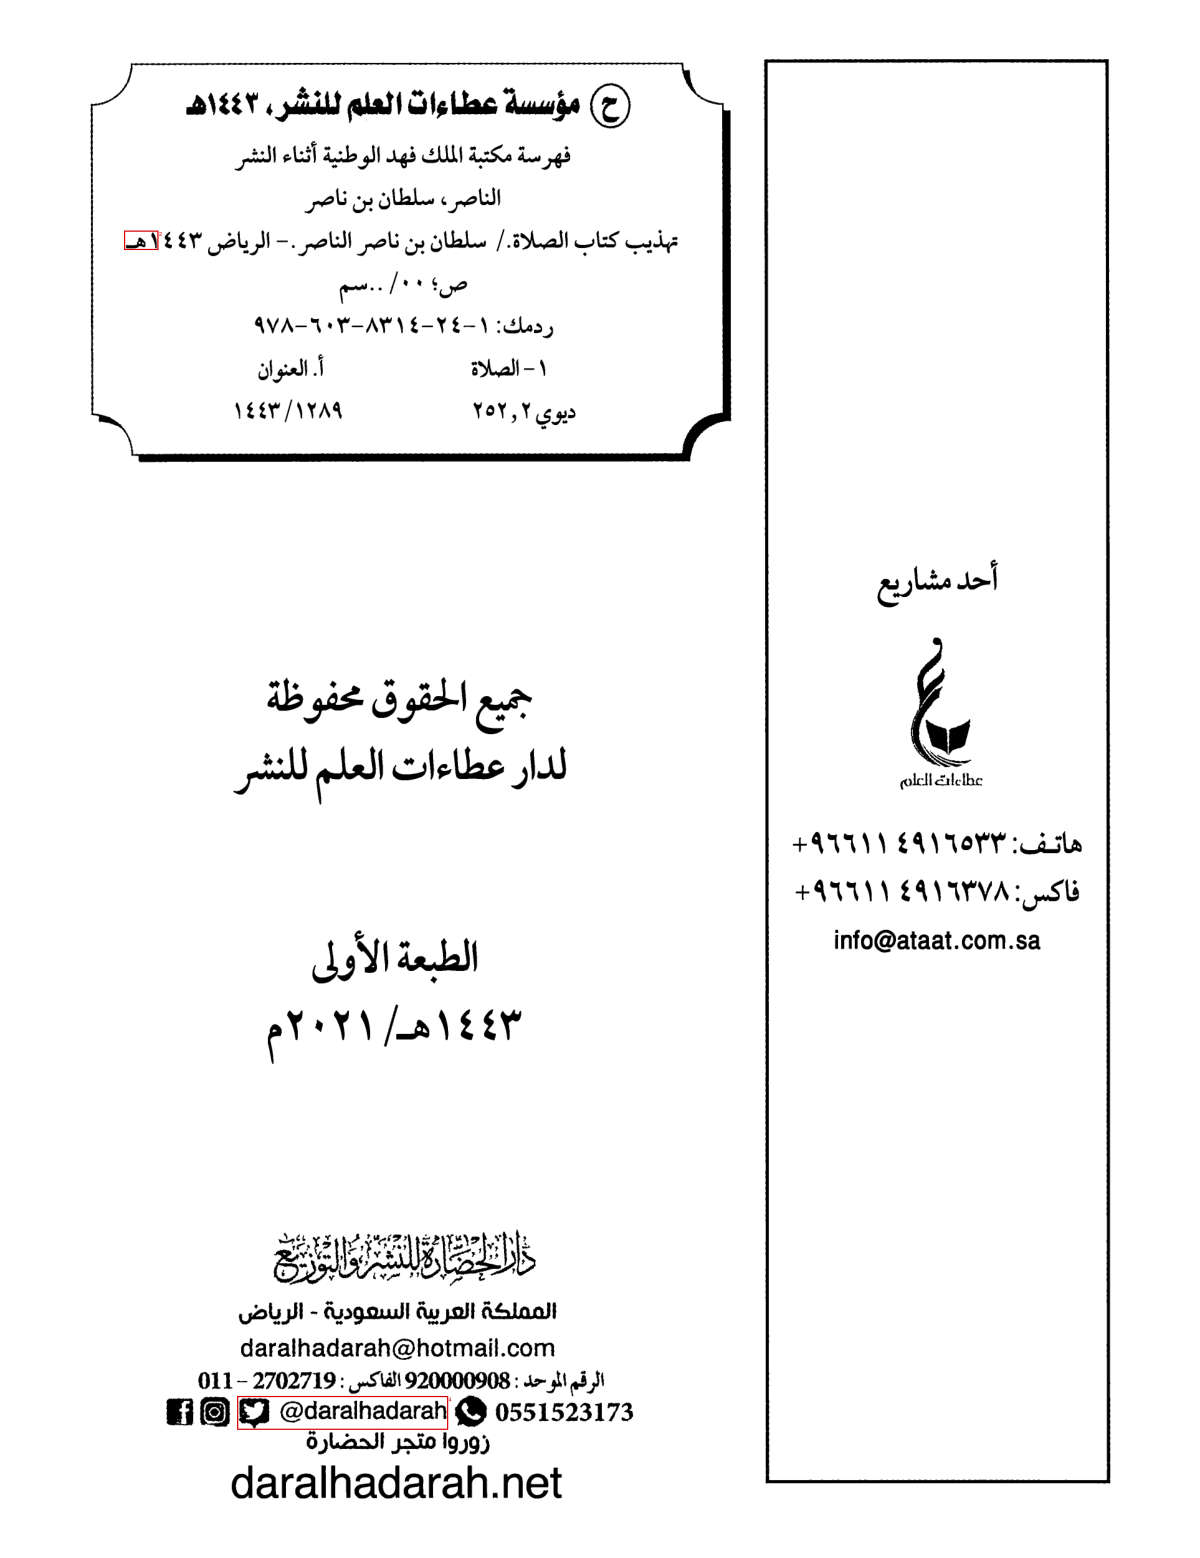 ح مؤسسة عطاءات العلم للنشر، ١٤٤٣هـ
فهرسة مكتبة الملك فهد الوطنية أثناء النشر
الناصر، سلطان بن ناصر
تهذيب كتاب الصلاة./ سلطان بن ناصر الناصر.- الرياض ١٤٤٣هـ
ص؛ ٠٠/ ..سم
ردمك: ١-٢٤-٨٣١٤-٦٠٣-٩٧٨
١- الصلاة أ. العنوان
ديوي ٢٥٢,٢ ١٤٤٣/١٢٨٩
جميع الحقوق محفوظة
لدار عطاءات العلم للنشر
الطبعة الأولى
١٤٤٣هـ/٢٠٢١م
أحد مشاريع
عطاءات العلم
هاتـف: ٤٩١٦٥٣٣ ٩٦٦١١+
فاكس: ٤٩١٦٣٧٨ ٩٦٦١١+
info@ataat.com.sa
دار الحضارة للنشر والتوزيع
المملكة العربية السعودية - الرياض
daralhadarah@hotmail.com
الرقم الموحد : 920000908 الفاكس : 2702719 – 011
@daralhadarah 0551523173
زوروا متجر الحضارة
daralhadarah.net